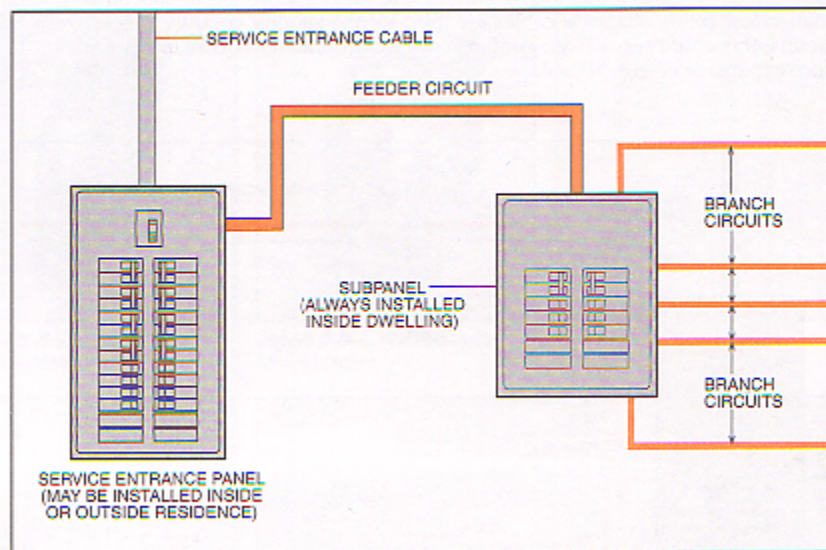 SERVICE ENTRANCE CABLE
FEEDER CIRCUIT
BRANCH
CIRCUITS
SUBPANEL
(ALWAYS INSTALLED
INSIDE DWELLING)
BRANCH
CIRCUITS
SERVICE ENTRANCE PANEL
(MAY BE INSTALLED INSIDE
OR OUTSIDE RESIDENCE)